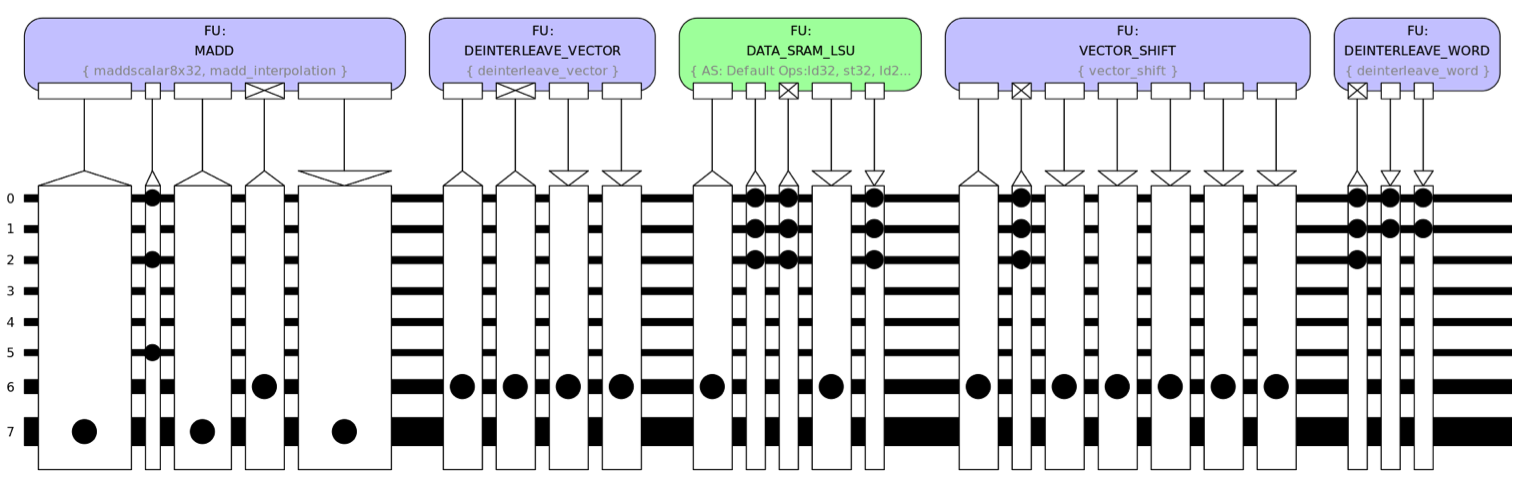 FU:
MADD
{ maddscalar8x32, madd_interpolation }
FU:
DEINTERLEAVE_VECTOR
{ deinterleave_vector }
FU:
DATA_SRAM_LSU
{ AS: Default Ops:ld32, st32, ld2...
FU:
VECTOR_SHIFT
{ vector_shift }
FU:
DEINTERLEAVE_WORD
{ deinterleave_word }
0
1
2
3
4
5
6
7